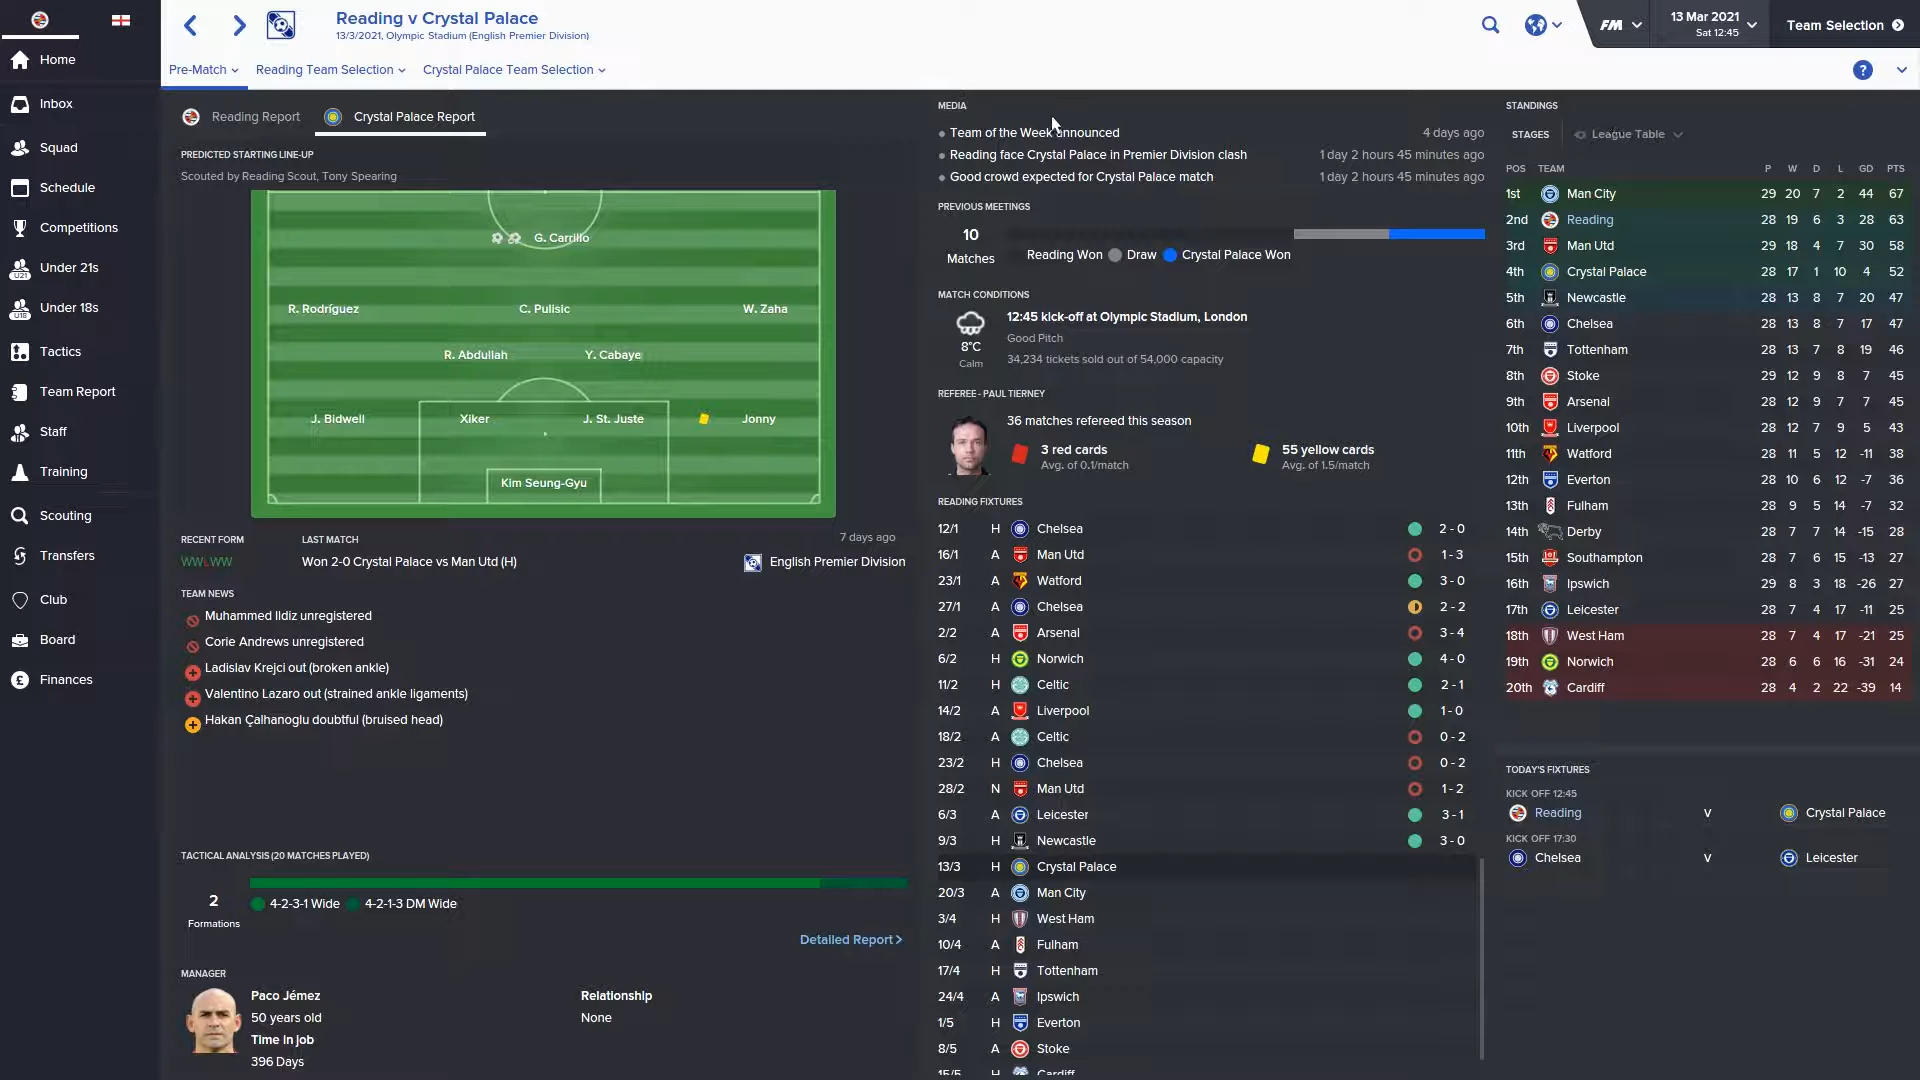 Reading v Crystal Palace
13/3/2021, Olympic Stadium (English Premier Division)
FM
13 Mar 2021
Sat 12:45
Team Selection
Pre-Match
Reading Team Selection
Crystal Palace Team Selection
?
Home
Inbox
Squad
Schedule
Competitions
U21
Under 21s
U18
Under 18s
Tactics
Team Report
Staff
Training
Scouting
Transfers
Club
Board
Finances
Reading Report
Crystal Palace Report
PREDICTED STARTING LINE-UP
Scouted by Reading Scout, Tony Spearing
G. Carrillo
R. Rodríguez C. Pulisic W. Zaha
R. Abdullah Y. Cabaye
J. Bidwell Xiker J. St. Juste Jonny
Kim Seung-Gyu
RECENT FORM LAST MATCH 7 days ago
WWLWW Won 2-0 Crystal Palace vs Man Utd (H) English Premier Division
TEAM NEWS
Muhammed Ildiz unregistered
Corie Andrews unregistered
Ladislav Krejci out (broken ankle)
Valentino Lazaro out (strained ankle ligaments)
Hakan Çalhanoglu doubtful (bruised head)
TACTICAL ANALYSIS (20 MATCHES PLAYED)
2
Formations
4-2-3-1 Wide 4-2-1-3 DM Wide
Detailed Report >
MANAGER
Paco Jémez
50 years old
Time in job
396 Days
Relationship
None
MEDIA
Team of the Week announced 4 days ago
Reading face Crystal Palace in Premier Division clash 1 day 2 hours 45 minutes ago
Good crowd expected for Crystal Palace match 1 day 2 hours 45 minutes ago
PREVIOUS MEETINGS
10
Matches
Reading Won Draw Crystal Palace Won
MATCH CONDITIONS
8°C
Calm
12:45 kick-off at Olympic Stadium, London
Good Pitch
34,234 tickets sold out of 54,000 capacity
REFEREE - PAUL TIERNEY
36 matches refereed this season
3 red cards
Avg. of 0.1/match
55 yellow cards
Avg. of 1.5/match
READING FIXTURES
12/1 H Chelsea 2 - 0
16/1 A Man Utd 1 - 3
23/1 A Watford 3 - 0
27/1 A Chelsea 2 - 2
2/2 A Arsenal 3 - 4
6/2 H Norwich 4 - 0
11/2 H Celtic 2 - 1
14/2 A Liverpool 1 - 0
18/2 A Celtic 0 - 2
23/2 H Chelsea 0 - 2
28/2 N Man Utd 1 - 2
6/3 A Leicester 3 - 1
9/3 H Newcastle 3 - 0
13/3 H Crystal Palace
20/3 A Man City
3/4 H West Ham
10/4 A Fulham
17/4 H Tottenham
24/4 A Ipswich
1/5 H Everton
8/5 A Stoke
15/5 H Cardiff
STANDINGS
STAGES League Table
POS TEAM P W D L GD PTS
1st Man City 29 20 7 2 44 67
2nd Reading 28 19 6 3 28 63
3rd Man Utd 29 18 4 7 30 58
4th Crystal Palace 28 17 1 10 4 52
5th Newcastle 28 13 8 7 20 47
6th Chelsea 28 13 8 7 17 47
7th Tottenham 28 13 7 8 19 46
8th Stoke 29 12 9 8 7 45
9th Arsenal 28 12 9 7 7 45
10th Liverpool 28 12 7 9 5 43
11th Watford 28 11 5 12 -11 38
12th Everton 28 10 6 12 -7 36
13th Fulham 28 9 5 14 -7 32
14th Derby 28 7 7 14 -15 28
15th Southampton 28 7 6 15 -13 27
16th Ipswich 29 8 3 18 -26 27
17th Leicester 28 7 4 17 -11 25
18th West Ham 28 7 4 17 -21 25
19th Norwich 28 6 6 16 -31 24
20th Cardiff 28 4 2 22 -39 14
TODAY'S FIXTURES
KICK OFF 12:45
Reading v Crystal Palace
KICK OFF 17:30
Chelsea v Leicester